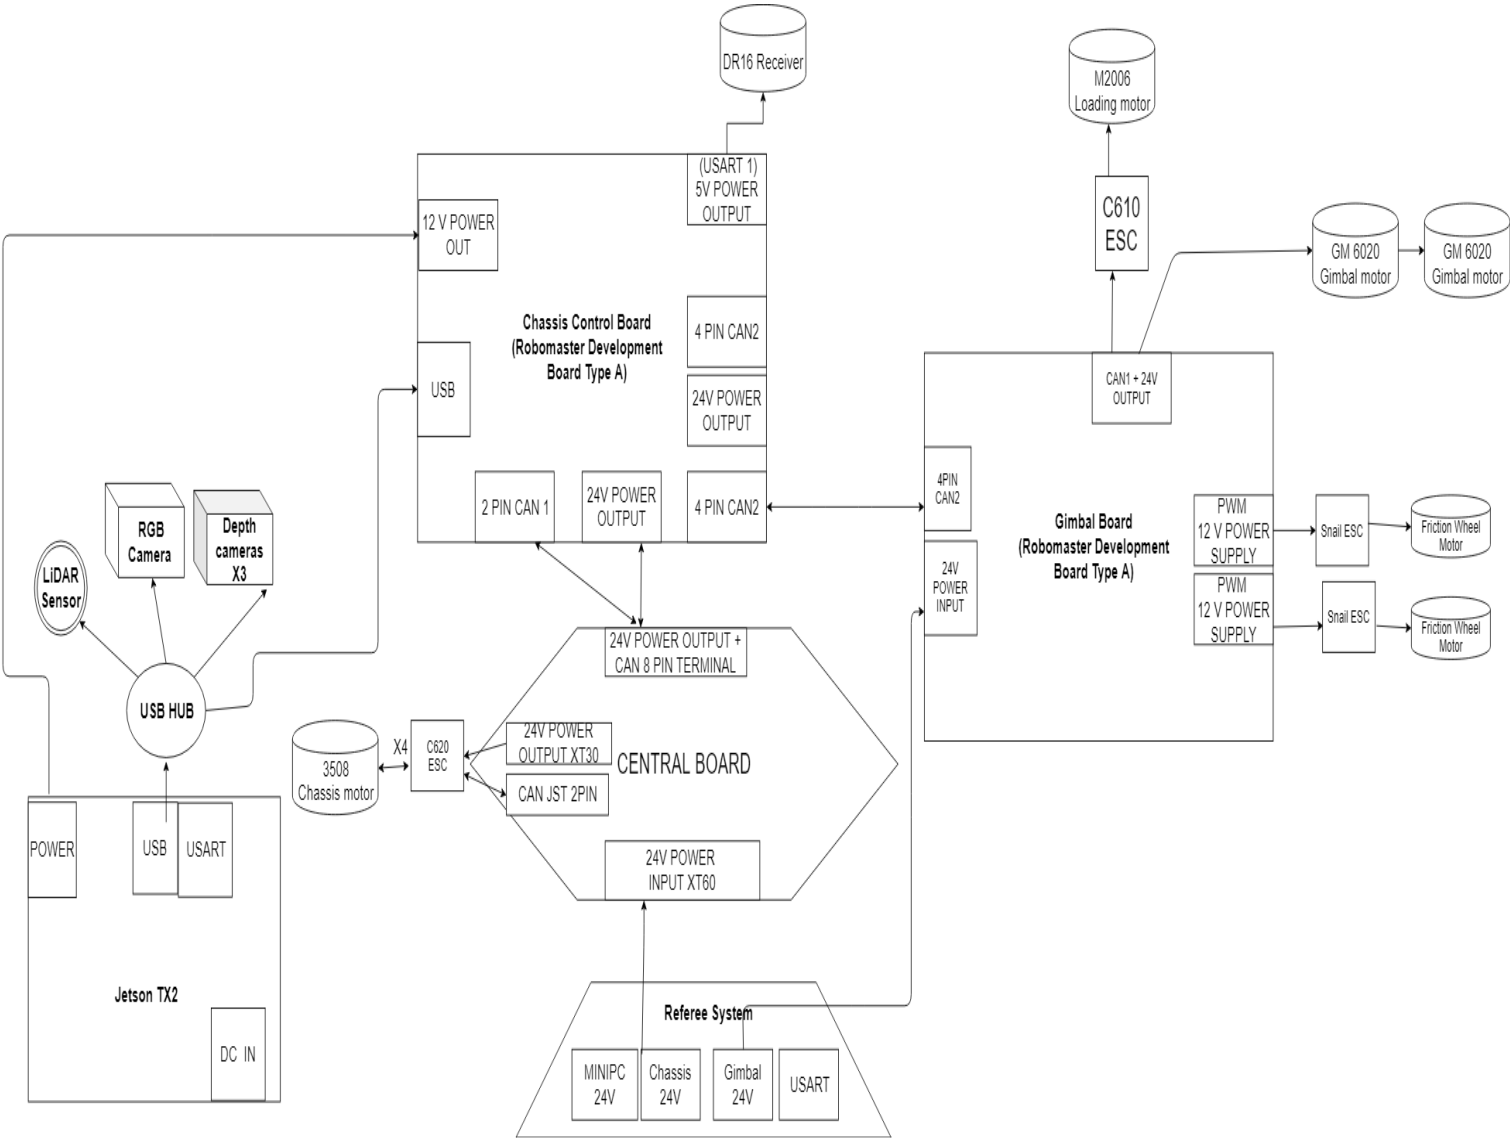 DR16 Receiver
M2006
Loading motor
(USART 1)
5V POWER
OUTPUT
12 V POWER
OUT
C610
ESC
GM 6020
Gimbal motor
GM 6020
Gimbal motor
Chassis Control Board
(Robomaster Development
Board Type A)
4 PIN CAN2
USB
24V POWER
OUTPUT
CAN1 + 24V
OUTPUT
2 PIN CAN 1
24V POWER
OUTPUT
4 PIN CAN2
4PIN
CAN2
Gimbal Board
(Robomaster Development
Board Type A)
PWM
12 V POWER
SUPPLY
Snail ESC
Friction Wheel
Motor
24V
POWER
INPUT
PWM
12 V POWER
SUPPLY
Snail ESC
Friction Wheel
Motor
RGB
Camera
Depth
cameras
X3
LiDAR
Sensor
USB HUB
24V POWER OUTPUT +
CAN 8 PIN TERMINAL
3508
Chassis motor
X4
C620
ESC
24V POWER
OUTPUT XT30
CENTRAL BOARD
CAN JST 2PIN
24V POWER
INPUT XT60
POWER
USB
USART
Jetson TX2
DC IN
Referee System
MINIPC
24V
Chassis
24V
Gimbal
24V
USART